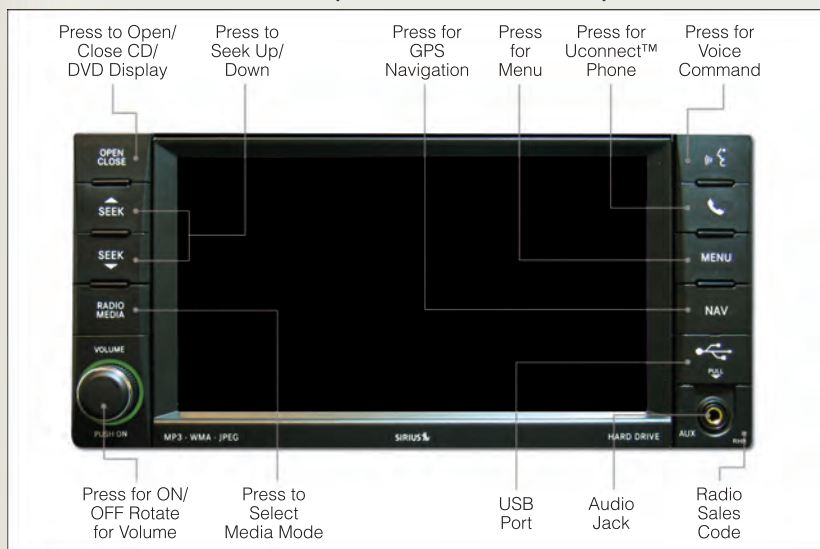 Press to Open/
Close CD/
DVD Display
Press to
Seek Up/
Down
Press for
GPS
Navigation
Press
for
Menu
Press for
Uconnect™
Phone
Press for
Voice
Command
OPEN
CLOSE
SEEK
SEEK
RADIO
MEDIA
VOLUME
PUSH ON
MP3 - WMA - JPEG
SIRIUS
HARD DRIVE
MENU
NAV
PULL
AUX
RHR
Press for ON/
OFF Rotate
for Volume
Press to
Select
Media Mode
USB
Port
Audio
Jack
Radio
Sales
Code